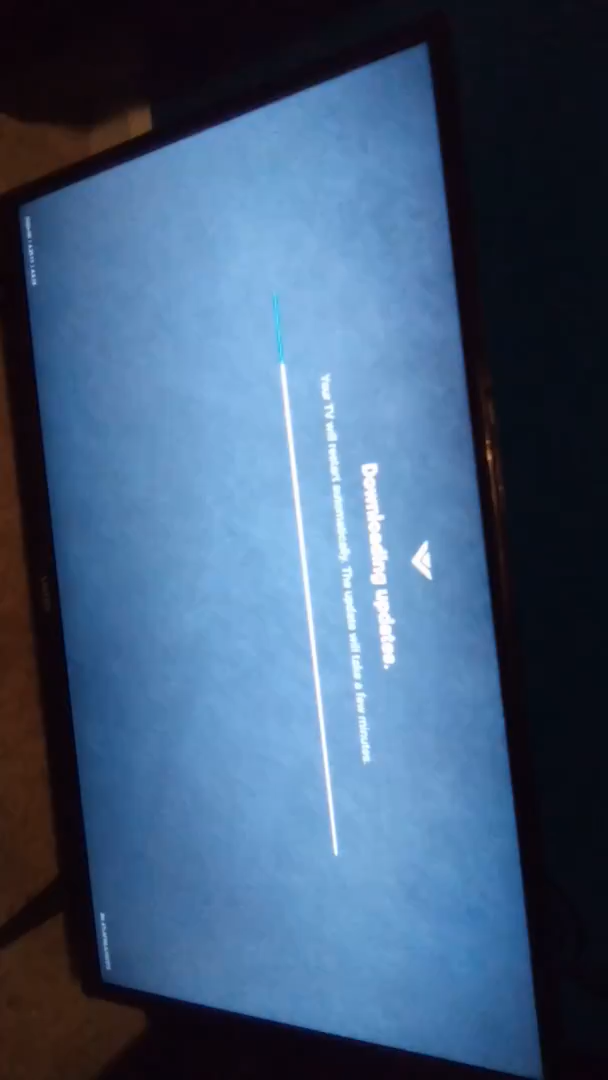 Downloading updates.
Your TV will restart automatically. The update will take a few minutes.